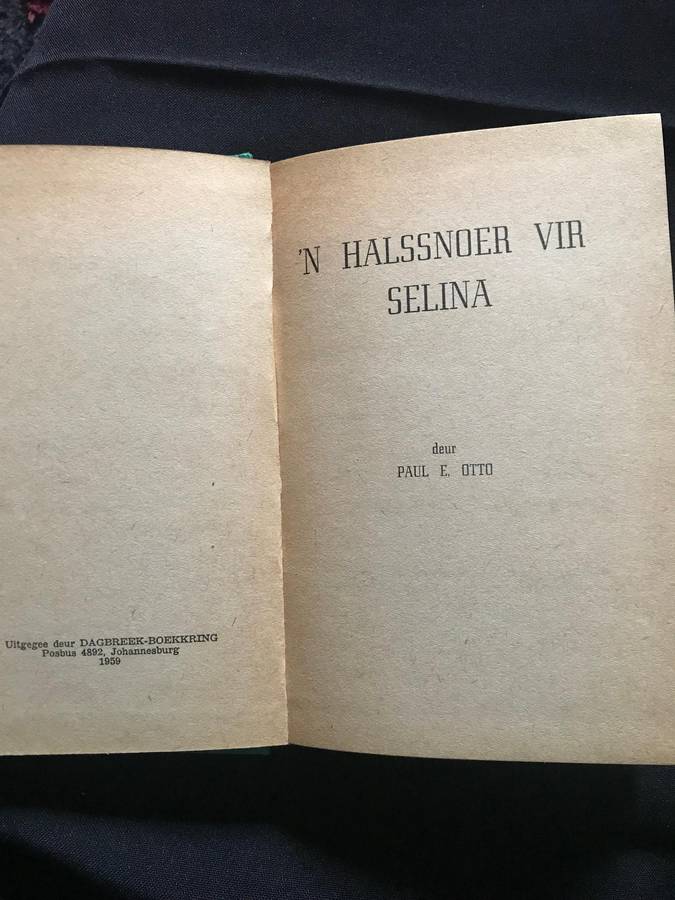 Uitgegee deur DAGBREEK-BOEKKRING
Posbus 4892, Johannesburg
1959
'N HALSSNOER VIR
SELINA
deur
PAUL E. OTTO